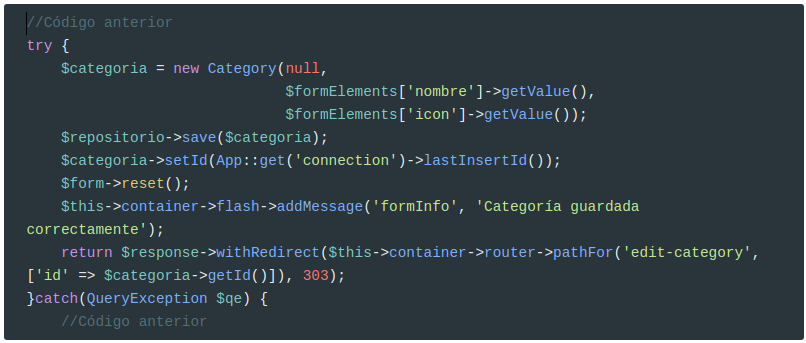 //Código anterior
try {
    $categoria = new Category(null,
                              $formElements['nombre']->getValue(),
                              $formElements['icon']->getValue());
    $repositorio->save($categoria);
    $categoria->setId(App::get('connection')->lastInsertId());
    $form->reset();
    $this->container->flash->addMessage('formInfo', 'Categoría guardada
correctamente');
    return $response->withRedirect($this->container->router->pathFor('edit-category',
['id' => $categoria->getId()]), 303);
}catch(QueryException $qe) {
    //Código anterior